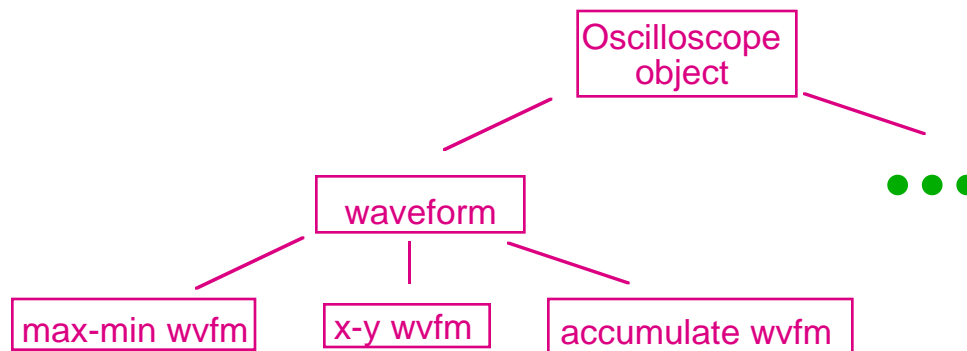 Oscilloscope
object
waveform
max-min wvfm
x-y wvfm
accumulate wvfm